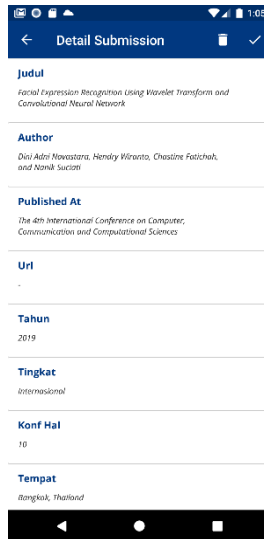 1:05
Detail Submission
Judul
Facial Expression Recognition Using Wavelet Transform and
Convolutional Neural Network
Author
Dini Adni Navastara, Hendry Wiranto, Chastine Fatichah,
and Nanik Suciati
Published At
The 4th International Conference on Computer,
Communication and Computational Sciences
Url
-
Tahun
2019
Tingkat
Internasional
Konf Hal
10
Tempat
Bangkok, Thailand